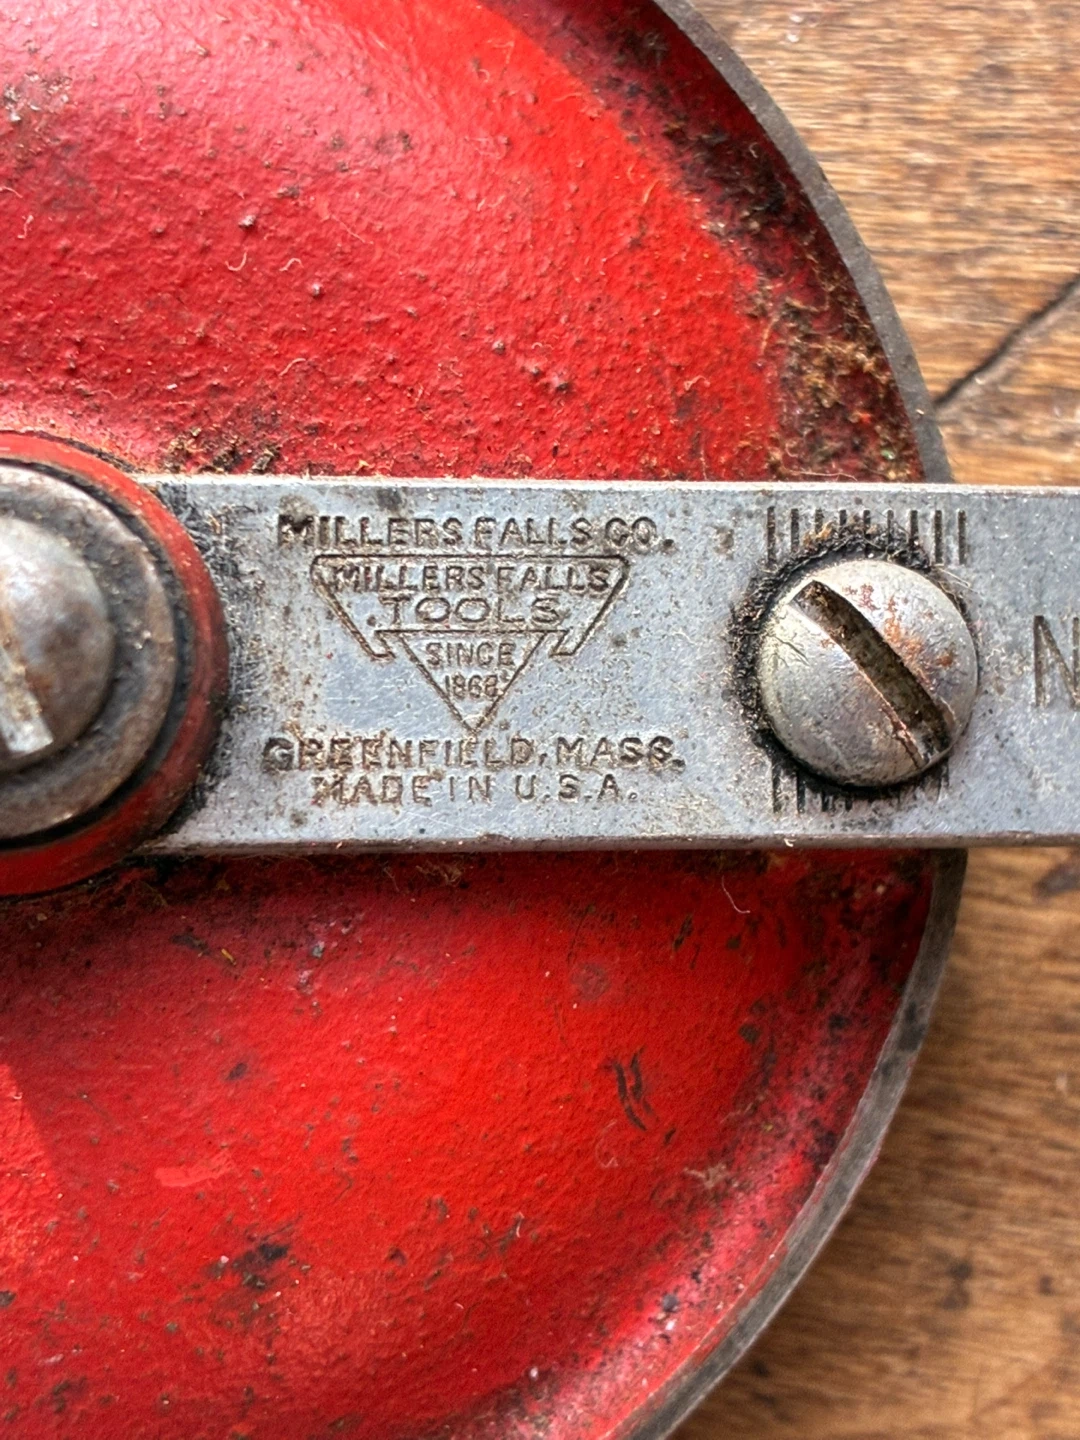 MILLERS FALLS CO.
MILLERS FALLS
TOOLS
SINCE
1868
GREENFIELD, MASS.
MADE IN U.S.A.
N